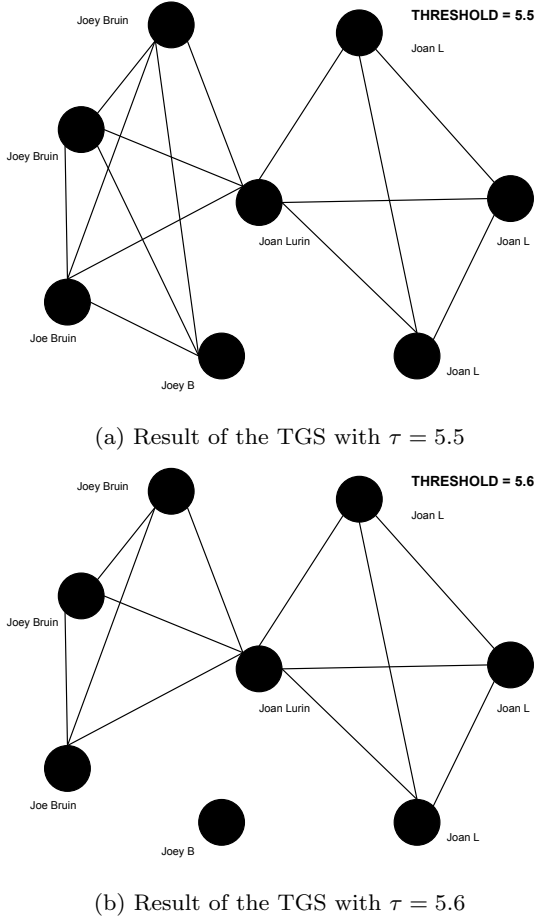 Joey Bruin
THRESHOLD = 5.5
Joan L
Joey Bruin
Joan Lurin
Joan L
Joe Bruin
Joey B
Joan L
(a) Result of the TGS with τ = 5.5
Joey Bruin
THRESHOLD = 5.6
Joan L
Joey Bruin
Joan Lurin
Joan L
Joe Bruin
Joey B
Joan L
(b) Result of the TGS with τ = 5.6